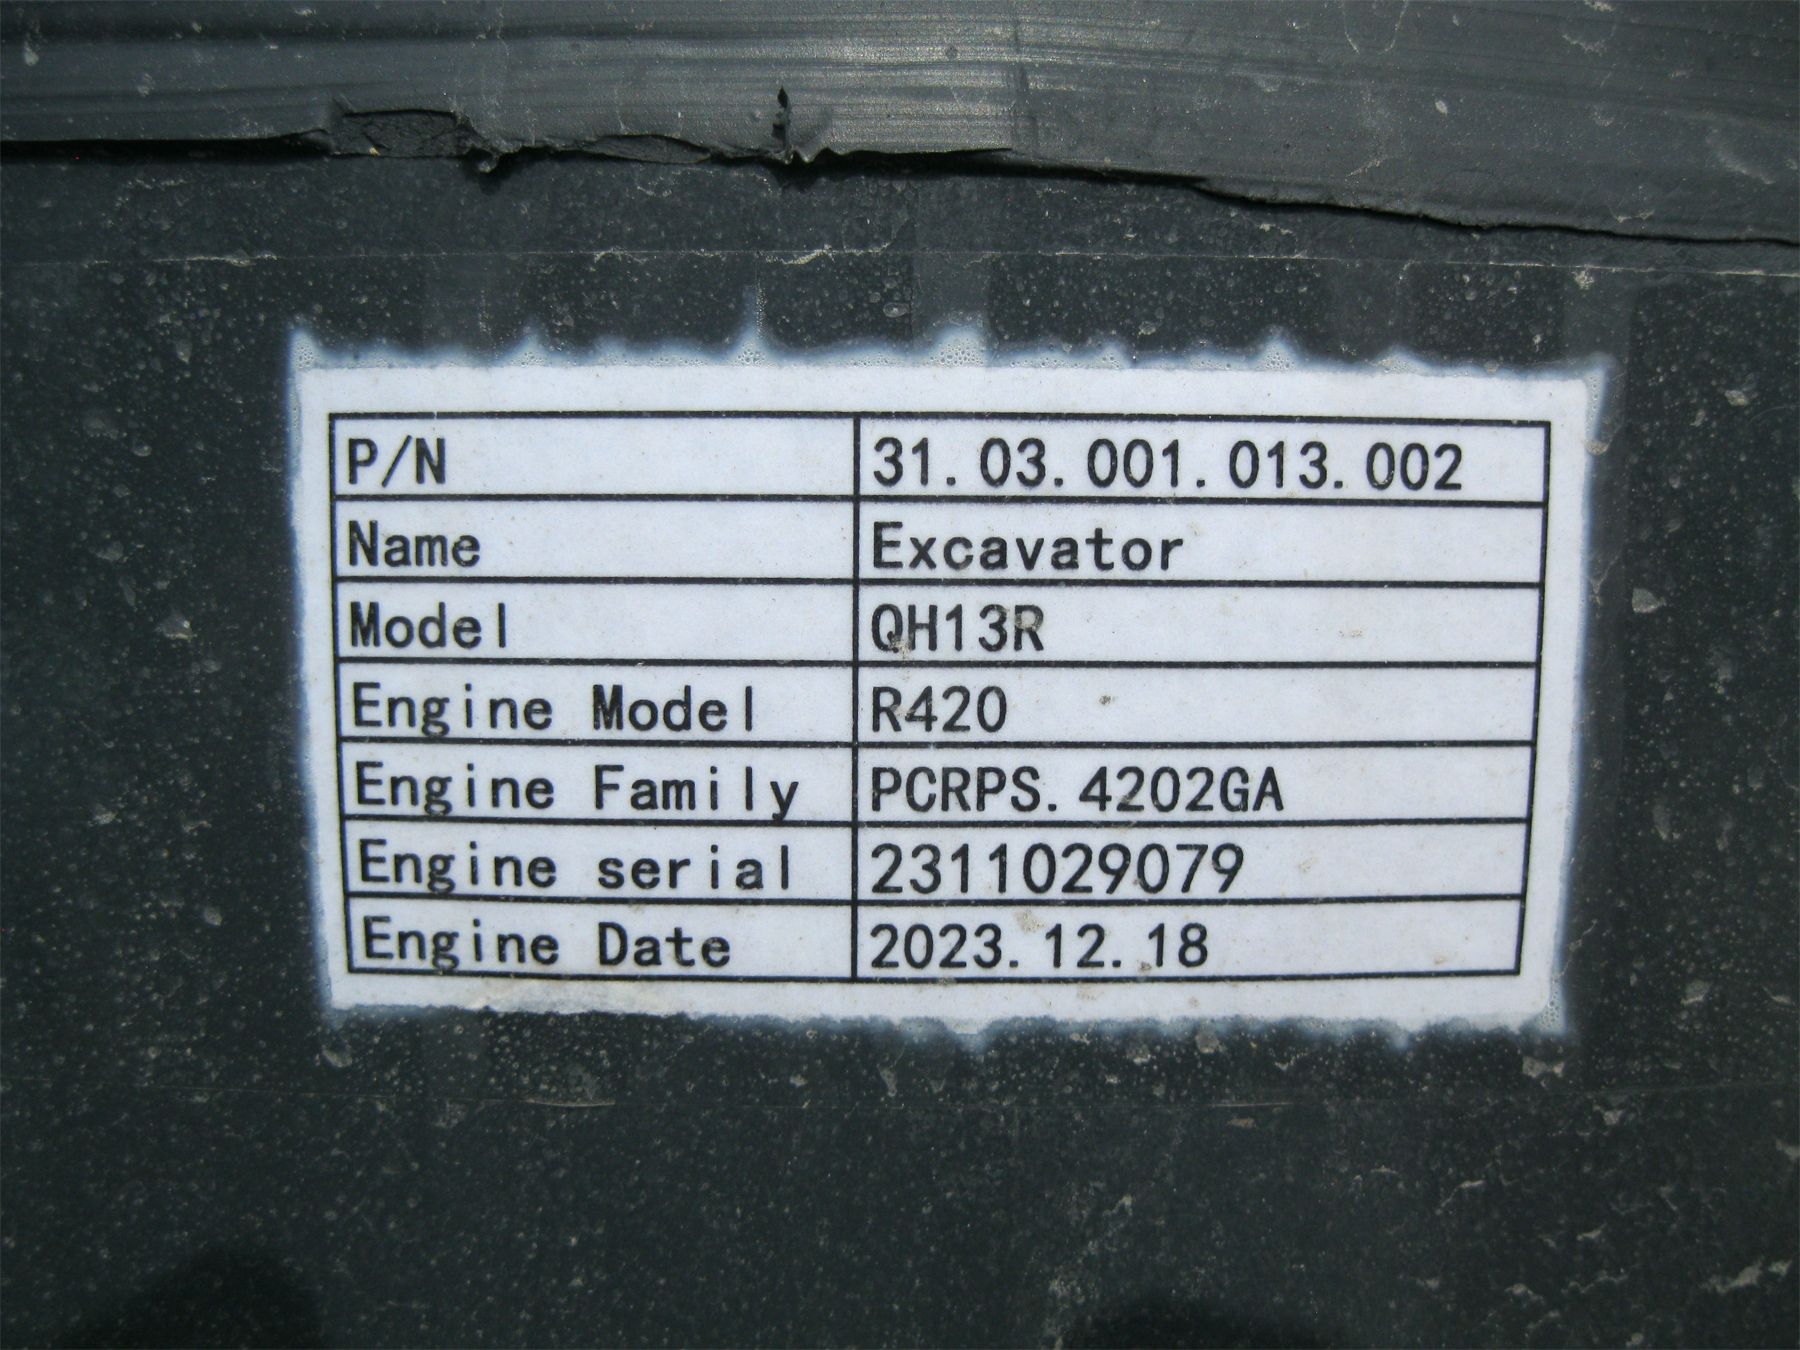 P/N 31.03.001.013.002
Name Excavator
Model QH13R
Engine Model R420
Engine Family PCRPS.4202GA
Engine serial 2311029079
Engine Date 2023.12.18